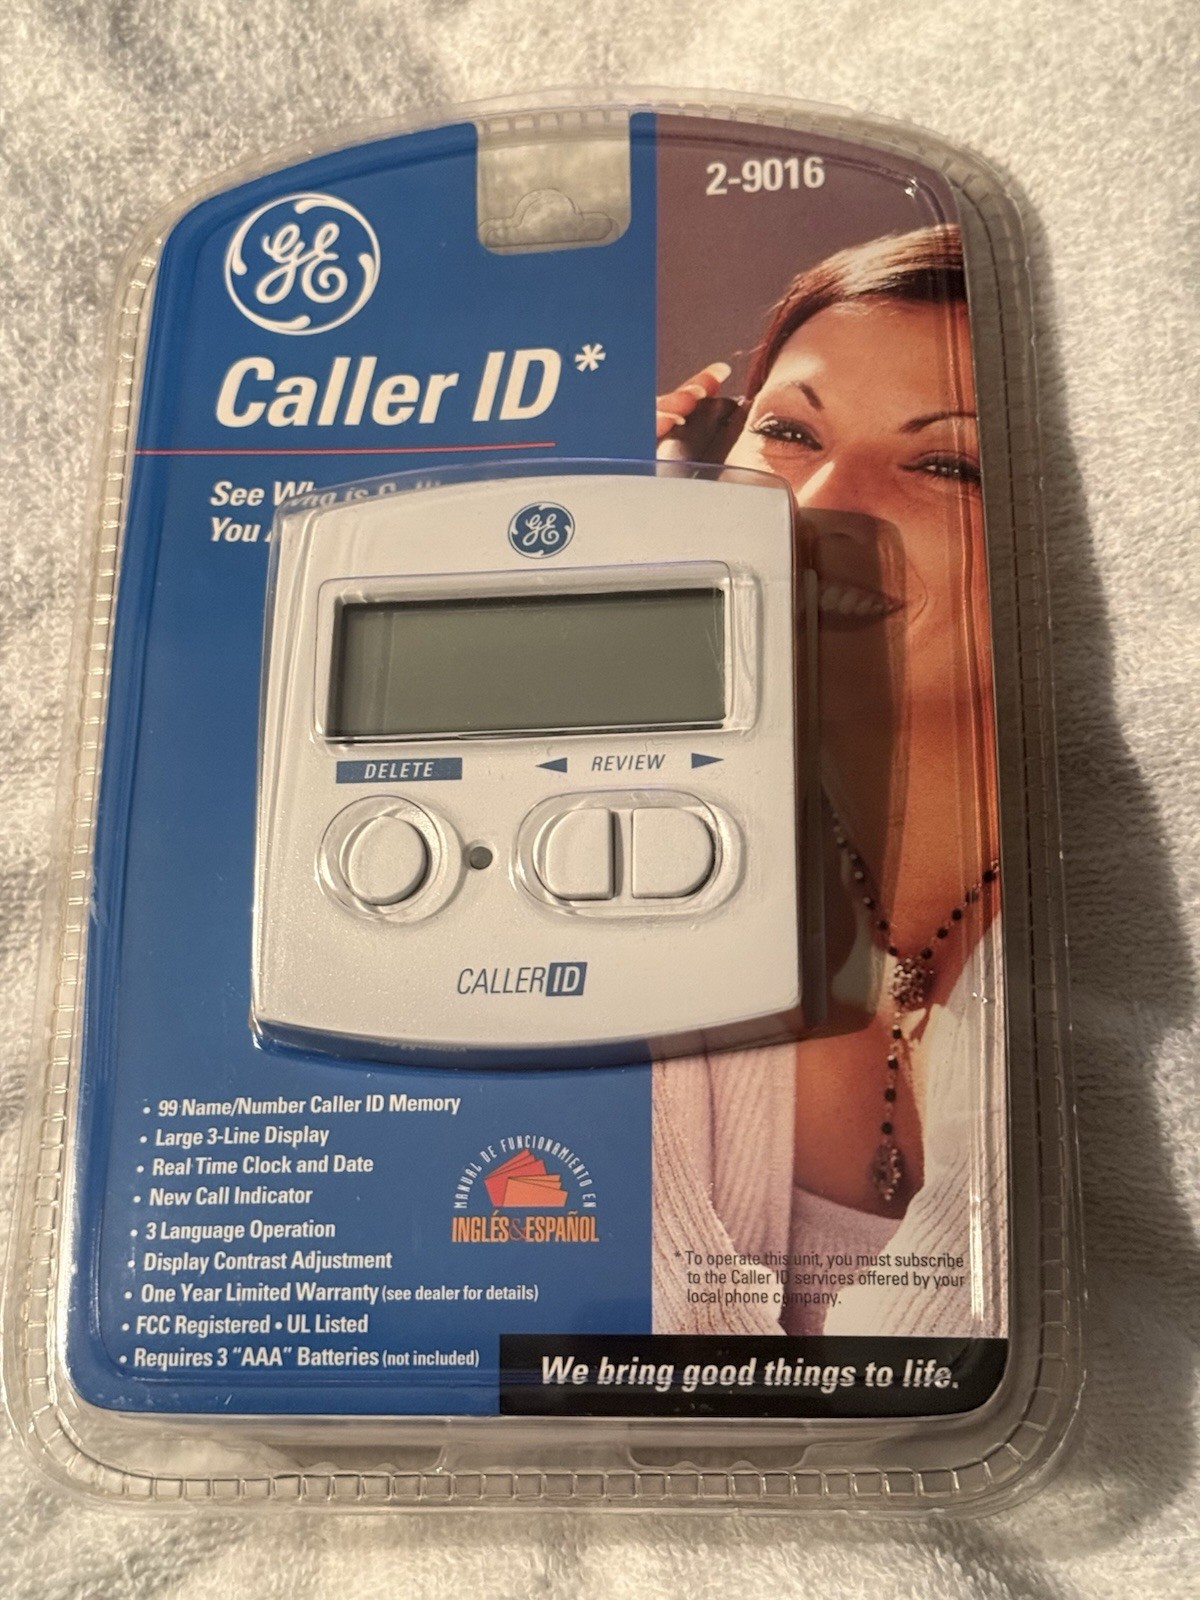 2-9016
GE
Caller ID*
See Who is
You
GE
DELETE
REVIEW
CALLER ID
• 99 Name/Number Caller ID Memory
• Large 3-Line Display
• Real Time Clock and Date
• New Call Indicator
• 3 Language Operation
• Display Contrast Adjustment
• One Year Limited Warranty (see dealer for details)
• FCC Registered • UL Listed
• Requires 3 "AAA" Batteries (not included)
MANUAL DE FUNCIONAMIENTO EN
INGLÉS & ESPAÑOL
* To operate this unit, you must subscribe
to the Caller ID services offered by your
local phone company.
We bring good things to life.